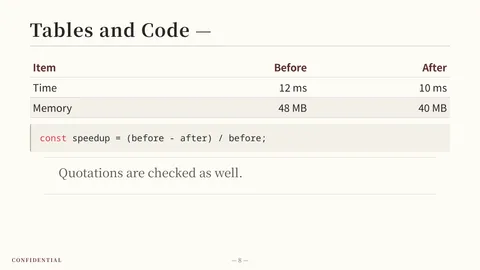 Tables and Code —
Item Before After
Time 12 ms 10 ms
Memory 48 MB 40 MB
const speedup = (before - after) / before;
Quotations are checked as well.
CONFIDENTIAL
— 8 —